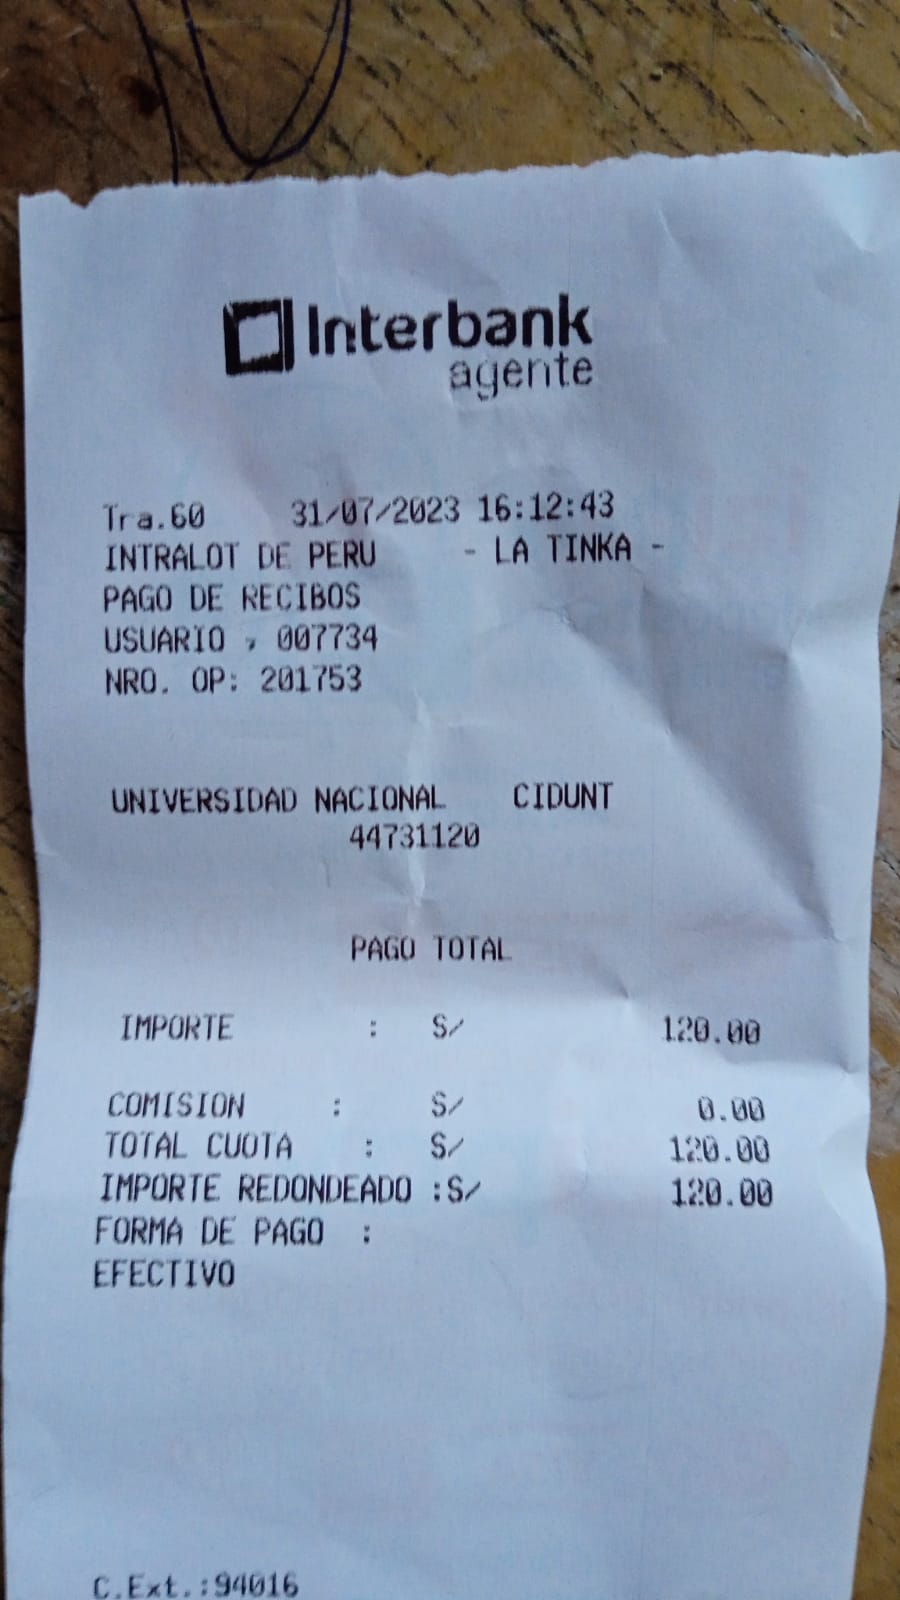 Interbank
agente
Tra.60 31/07/2023 16:12:43
INTRALOT DE PERU - LA TINKA -
PAGO DE RECIBOS
USUARIO , 007734
NRO. OP: 201753
UNIVERSIDAD NACIONAL CIDUNT
44731120
PAGO TOTAL
IMPORTE : S/ 120.00
COMISION : S/ 0.00
TOTAL CUOTA : S/ 120.00
IMPORTE REDONDEADO :S/ 120.00
FORMA DE PAGO :
EFECTIVO
C.Ext.:94016